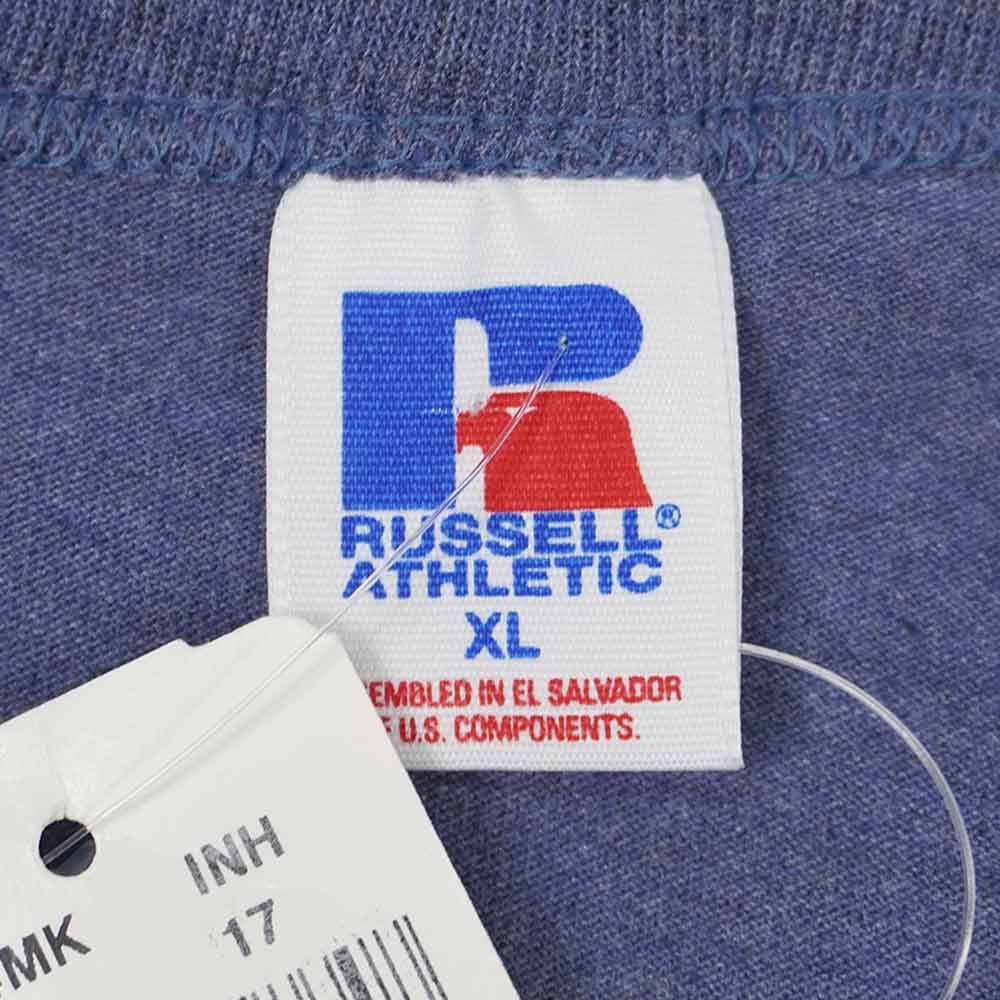 RUSSELL®
ATHLETIC
XL
EMBLED IN EL SALVADOR
U.S. COMPONENTS.
INH
17
MK